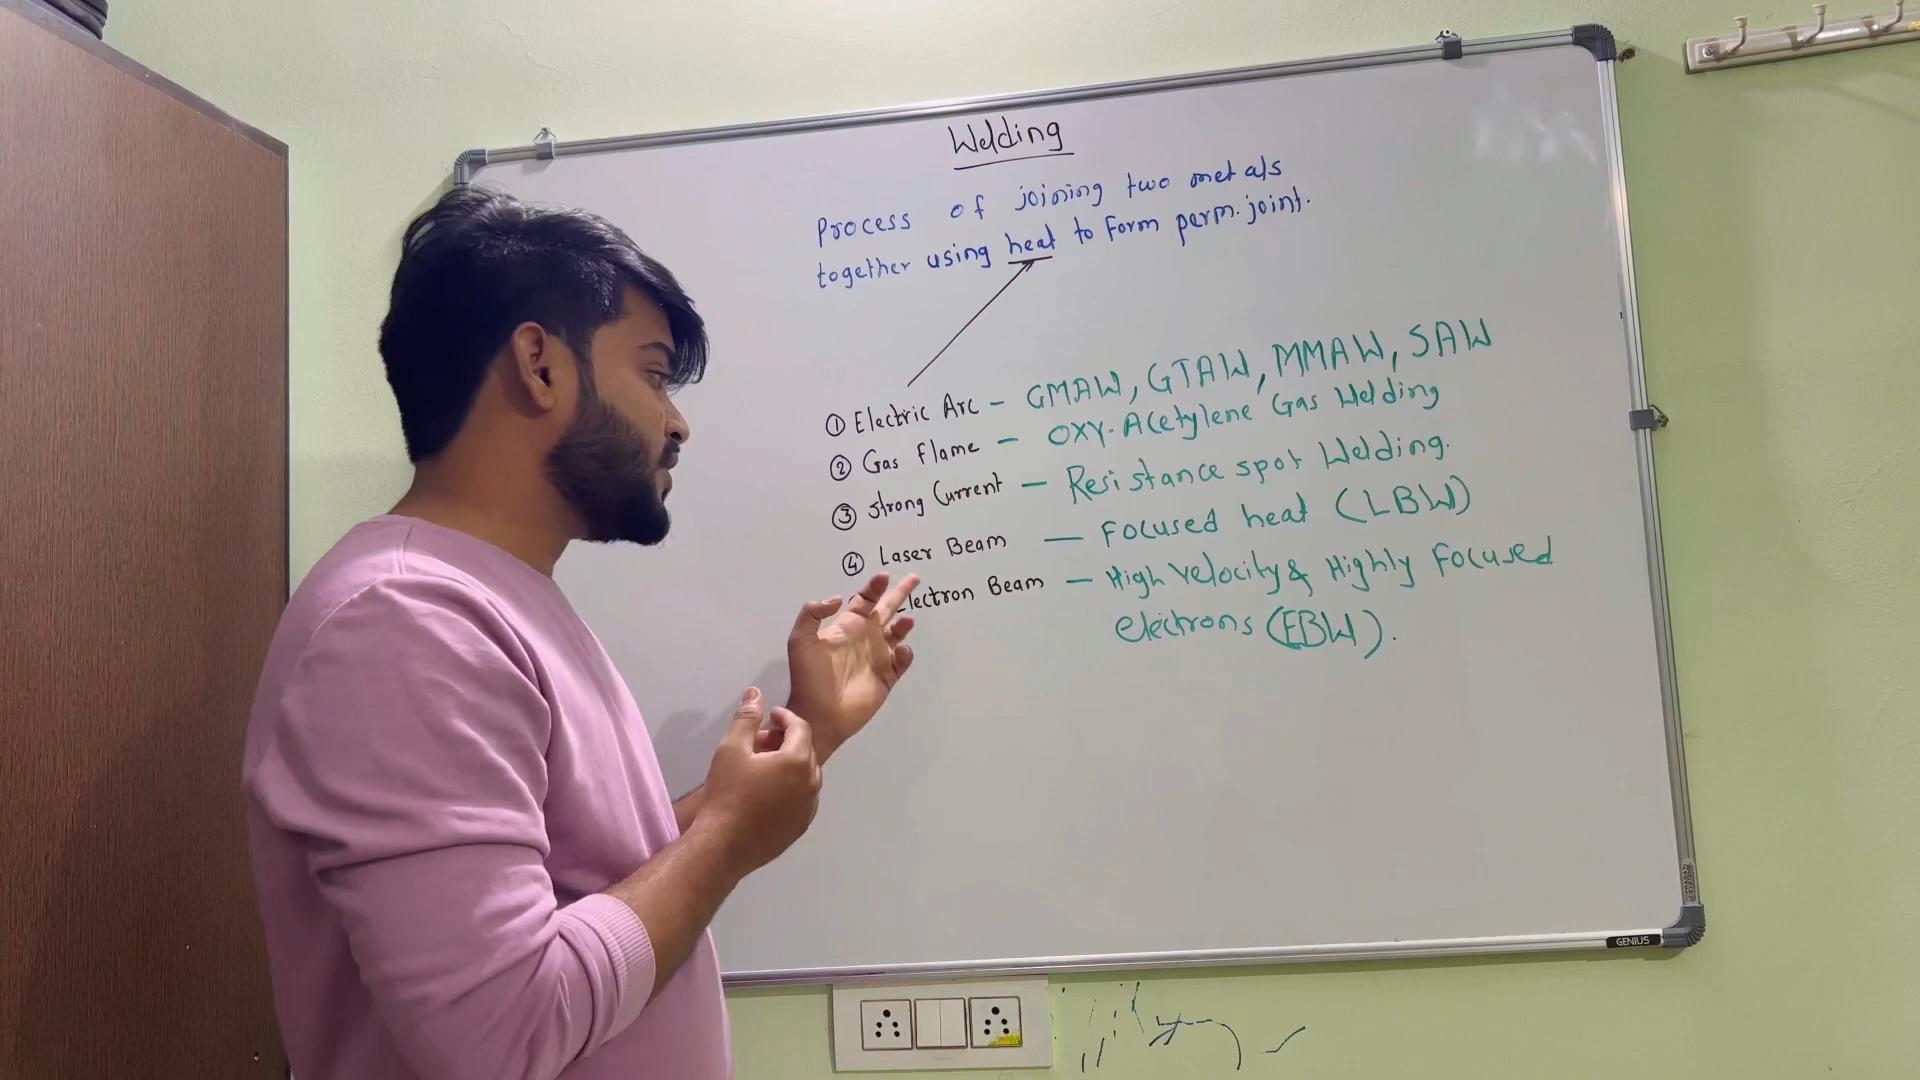 Welding
Process of joining two metals
together using heat to form perm. joint.
① Electric Arc – GMAW, GTAW, MMAW, SAW
② Gas Flame – OXY-Acetylene Gas Welding
③ Strong Current – Resistance spot Welding.
④ Laser Beam – Focused heat (LBW)
Electron Beam – High velocity & Highly Focused
electrons (EBW).
GENIUS